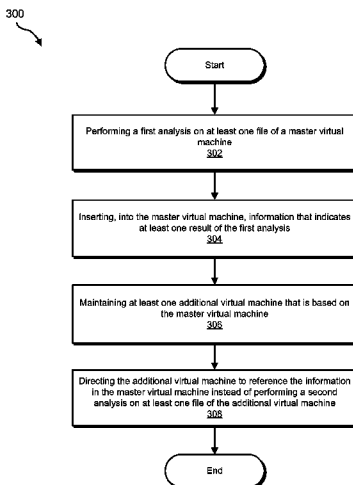 300
Start
Performing a first analysis on at least one file of a master virtual
machine
302
Inserting, into the master virtual machine, information that indicates
at least one result of the first analysis
304
Maintaining at least one additional virtual machine that is based on
the master virtual machine
306
Directing the additional virtual machine to reference the information
in the master virtual machine instead of performing a second
analysis on at least one file of the additional virtual machine
308
End